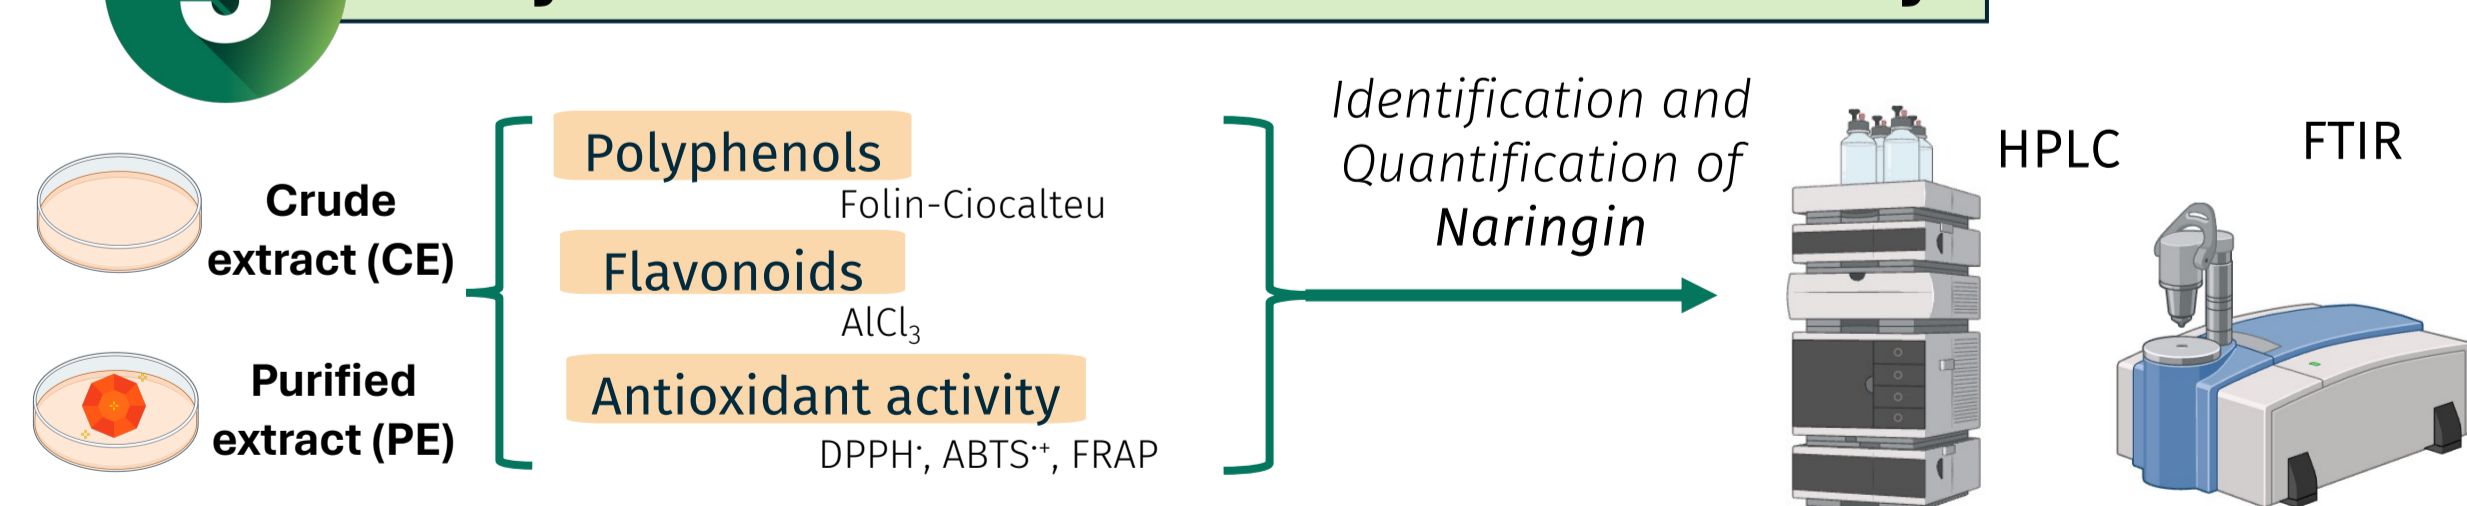 Crude
extract (CE)
Purified
extract (PE)
Polyphenols
Folin-Ciocalteu
Flavonoids
AlCl₃
Antioxidant activity
DPPH·, ABTS·⁺, FRAP
Identification and
Quantification of
Naringin
HPLC
FTIR